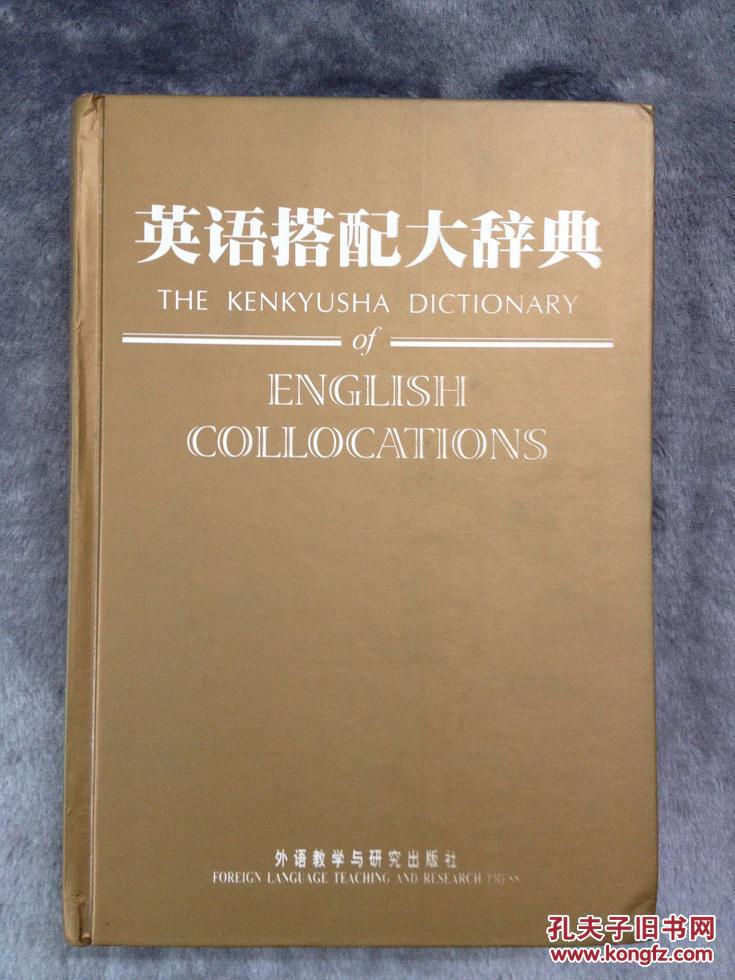 英语搭配大辞典
THE KENKYUSHA DICTIONARY
of
ENGLISH
COLLOCATIONS
外语教学与研究出版社
FOREIGN LANGUAGE TEACHING AND RESEARCH PRESS
孔夫子旧书网
www.kongfz.com